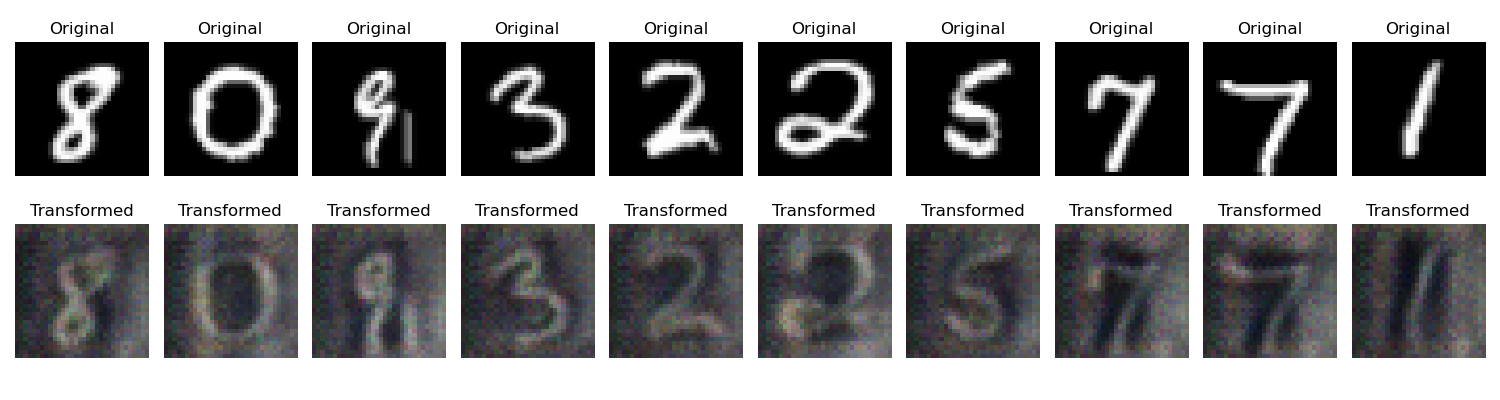 Original Original Original Original Original Original Original Original Original Original
8 0 9 3 2 2 5 7 7 1
Transformed Transformed Transformed Transformed Transformed Transformed Transformed Transformed Transformed Transformed
8 0 9 3 2 2 5 7 7 1